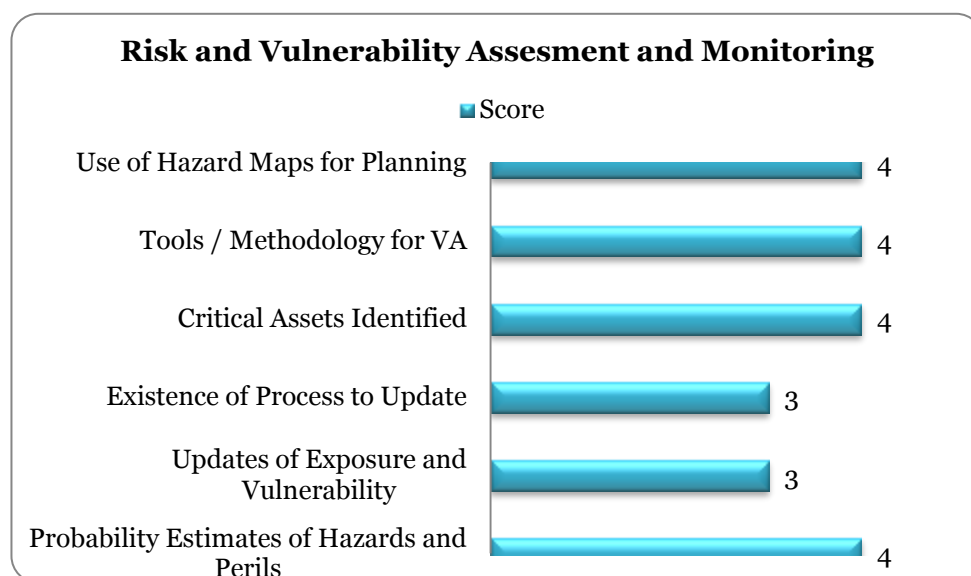 Risk and Vulnerability Assesment and Monitoring
Score
Use of Hazard Maps for Planning
4
Tools / Methodology for VA
4
Critical Assets Identified
4
Existence of Process to Update
3
Updates of Exposure and
Vulnerability
3
Probability Estimates of Hazards and
Perils
4